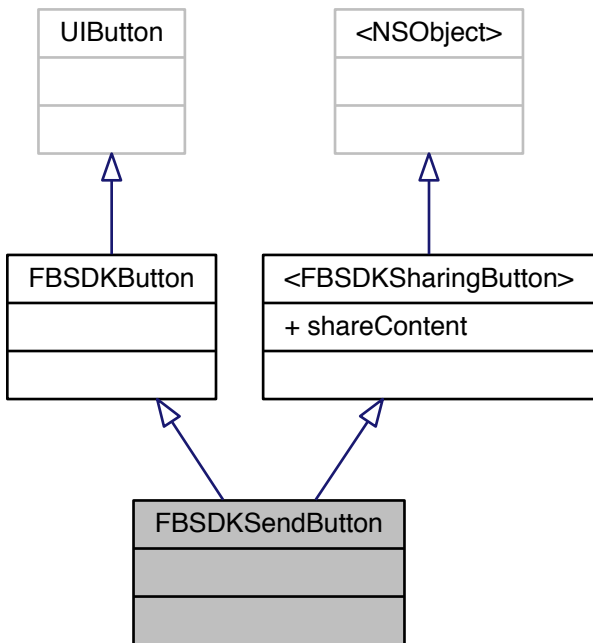 UIButton
<NSObject>
FBSDKButton
<FBSDKSharingButton>
+ shareContent
FBSDKSendButton